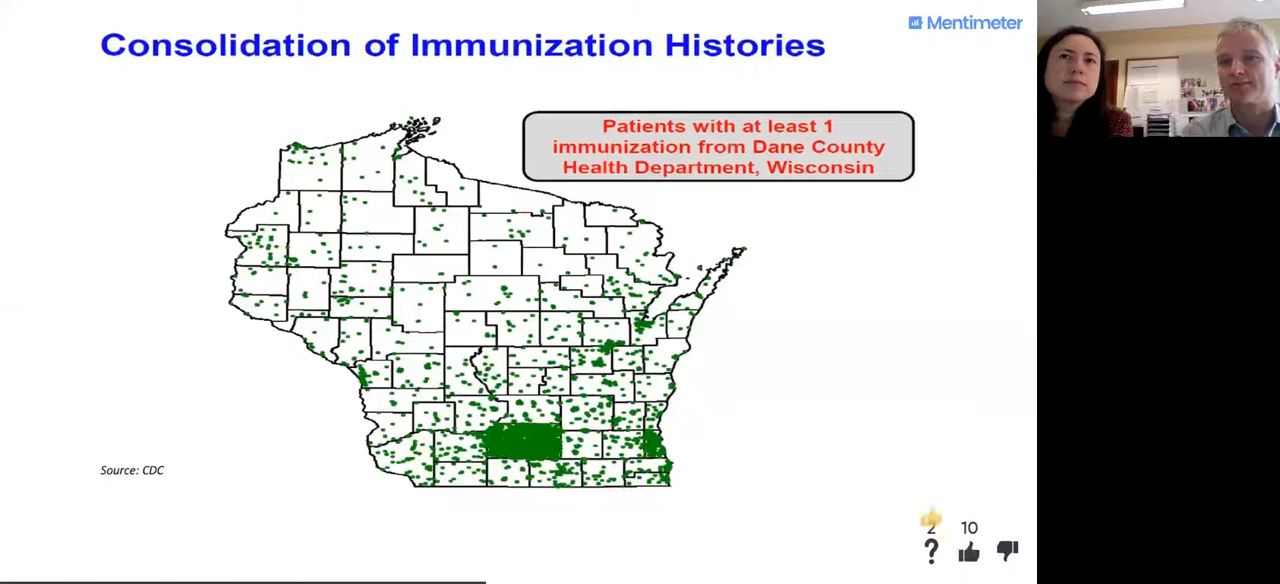 Mentimeter
Consolidation of Immunization Histories
Patients with at least 1
immunization from Dane County
Health Department, Wisconsin
Source: CDC
2 10
?